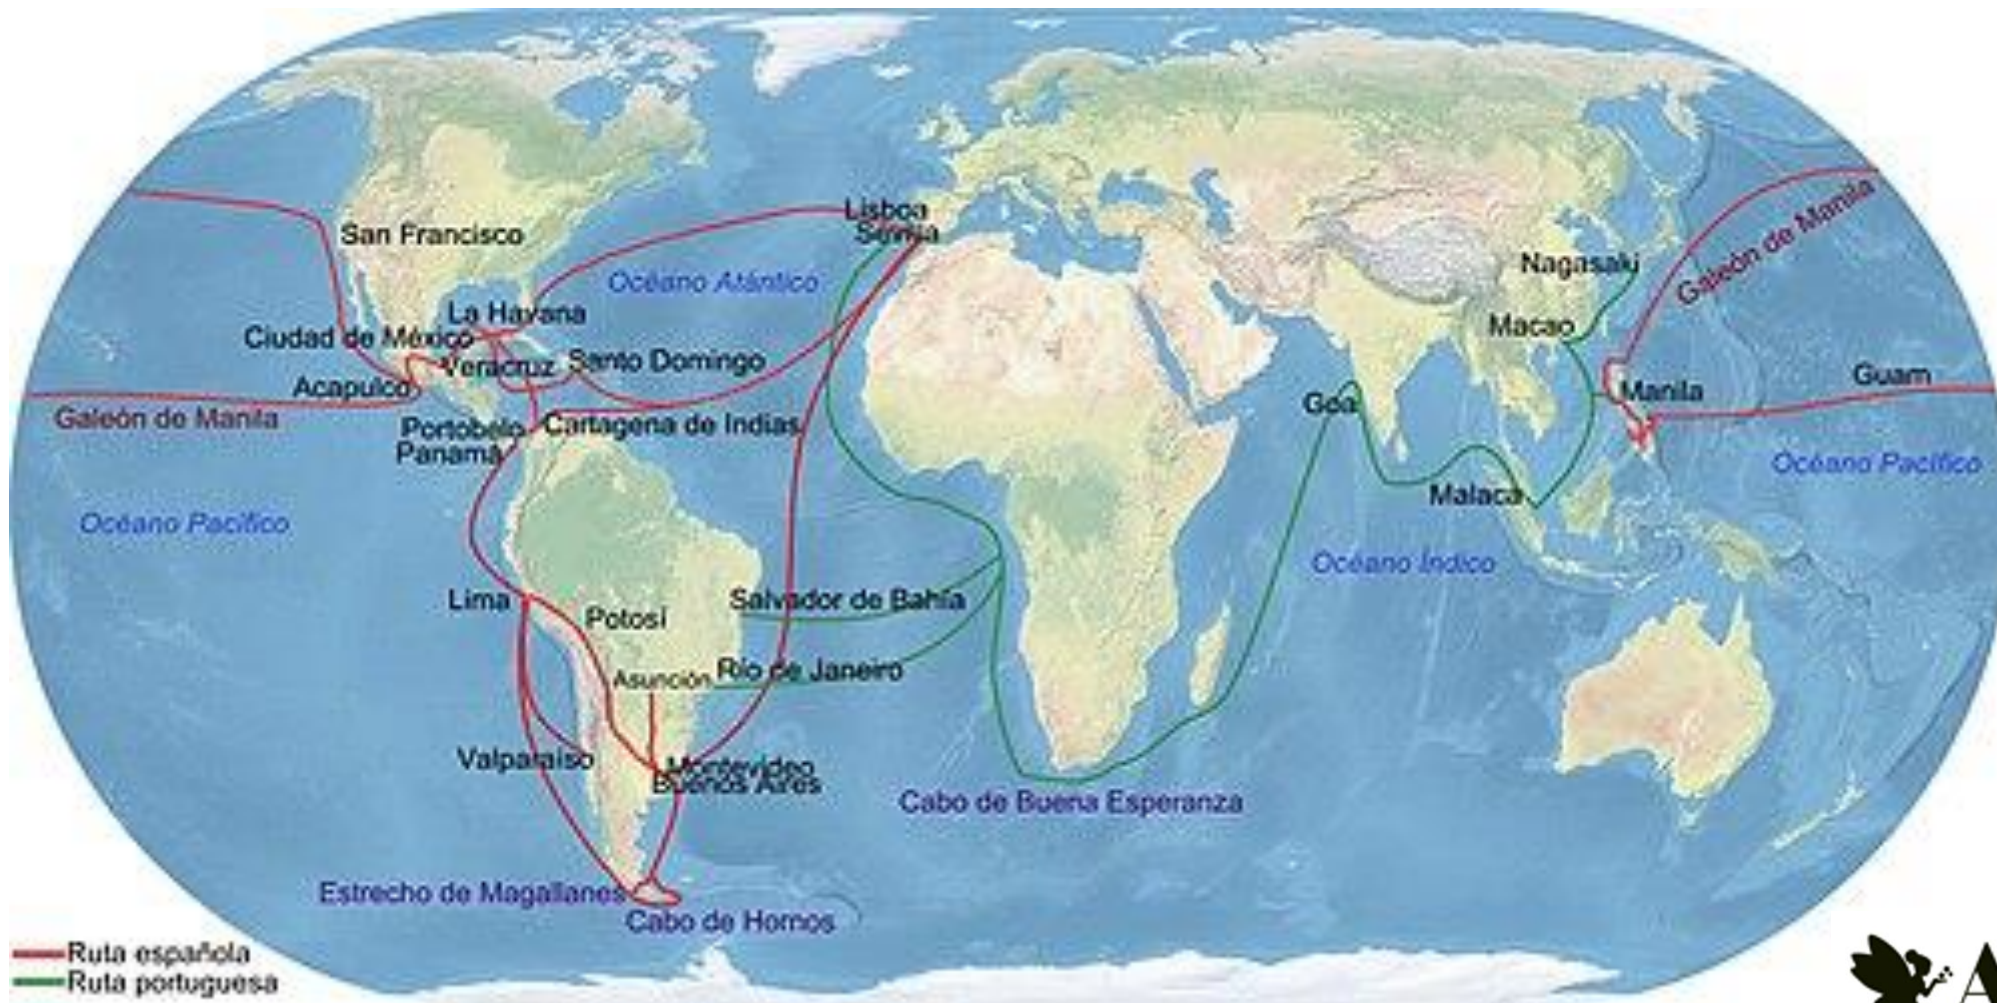 Lisboa
Sevilla
San Francisco
Océano Atántico
Nagasaki
Galeón de Manila
La Havana
Macao
Ciudad de México
Veracruz
Santo Domingo
Acapulco
Guam
Manila
Goa
Galeón de Manila
Portobelo
Cartagena de Indias
Panamá
Océano Pacífico
Malaca
Océano Pacífico
Océano Índico
Lima
Potosí
Salvador de Bahía
Asunción
Río de Janeiro
Valparaíso
Montevideo
Buenos Aires
Cabo de Buena Esperanza
Estrecho de Magallanes
Cabo de Hornos
Ruta española
Ruta portuguesa
A